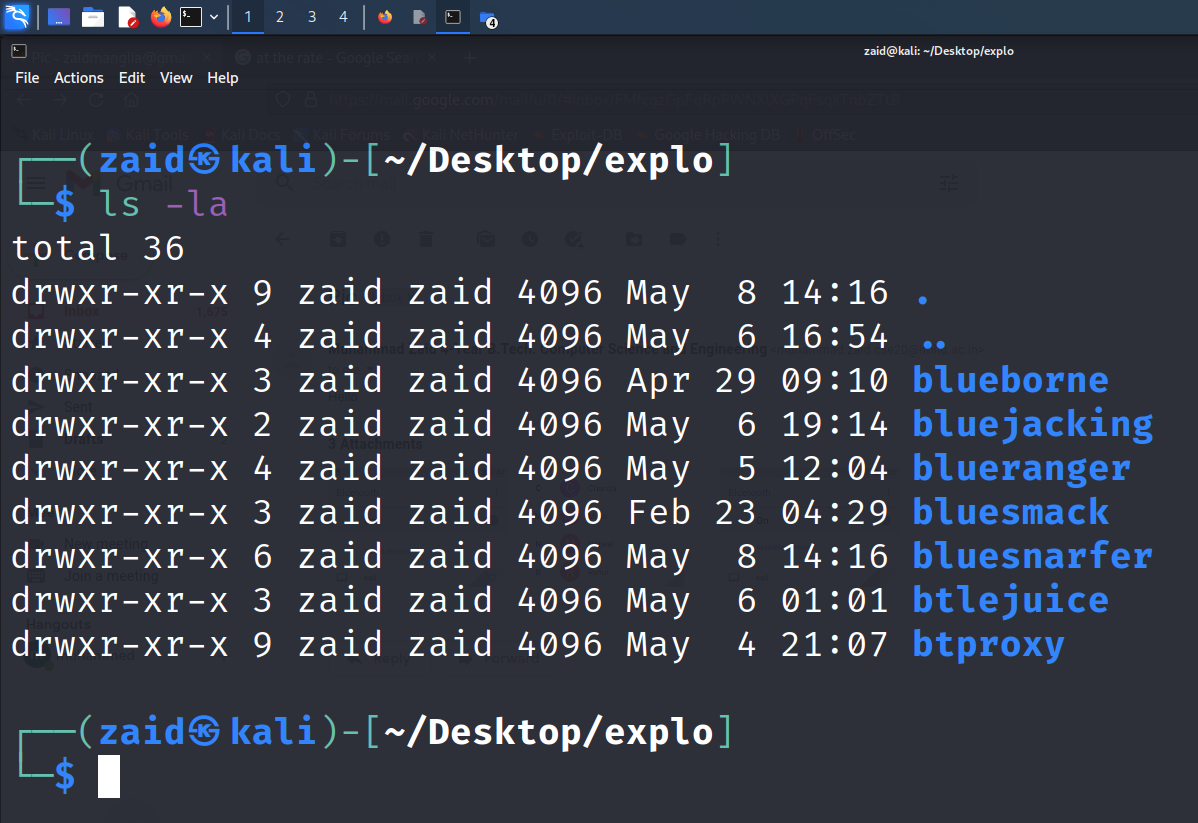 1 2 3 4 4
zaid@kali: ~/Desktop/explo
File Actions Edit View Help
┌──(zaid㉿kali)-[~/Desktop/explo]
└─$ ls -la
total 36
drwxr-xr-x 9 zaid zaid 4096 May  8 14:16 .
drwxr-xr-x 4 zaid zaid 4096 May  6 16:54 ..
drwxr-xr-x 3 zaid zaid 4096 Apr 29 09:10 blueborne
drwxr-xr-x 2 zaid zaid 4096 May  6 19:14 bluejacking
drwxr-xr-x 4 zaid zaid 4096 May  5 12:04 blueranger
drwxr-xr-x 3 zaid zaid 4096 Feb 23 04:29 bluesmack
drwxr-xr-x 6 zaid zaid 4096 May  8 14:16 bluesnarfer
drwxr-xr-x 3 zaid zaid 4096 May  6 01:01 btlejuice
drwxr-xr-x 9 zaid zaid 4096 May  4 21:07 btproxy
┌──(zaid㉿kali)-[~/Desktop/explo]
└─$